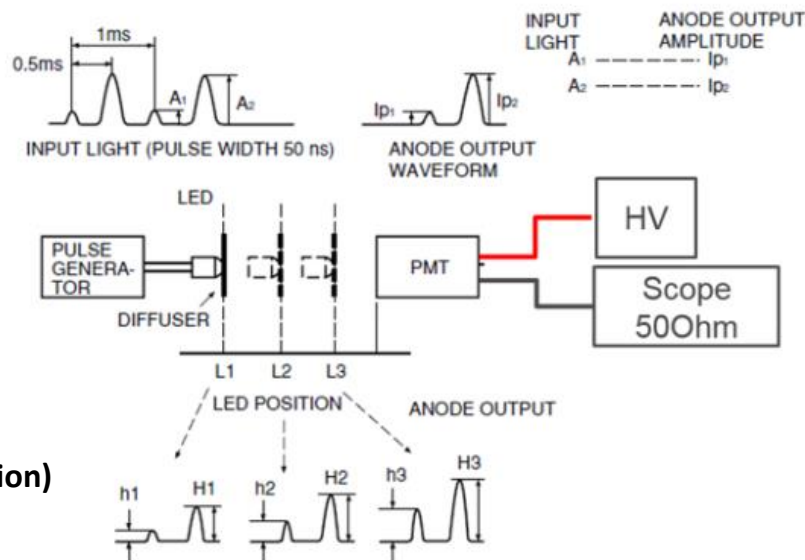 1ms
0.5ms
A1
A2
INPUT LIGHT (PULSE WIDTH 50 ns)
Ip1
Ip2
ANODE OUTPUT
WAVEFORM
INPUT
LIGHT
ANODE OUTPUT
AMPLITUDE
A1 Ip1
A2 Ip2
LED
PULSE
GENERA-
TOR
DIFFUSER
PMT
HV
Scope
50Ohm
L1 L2 L3
LED POSITION
ANODE OUTPUT
ion)
h1 H1 h2 H2 h3 H3